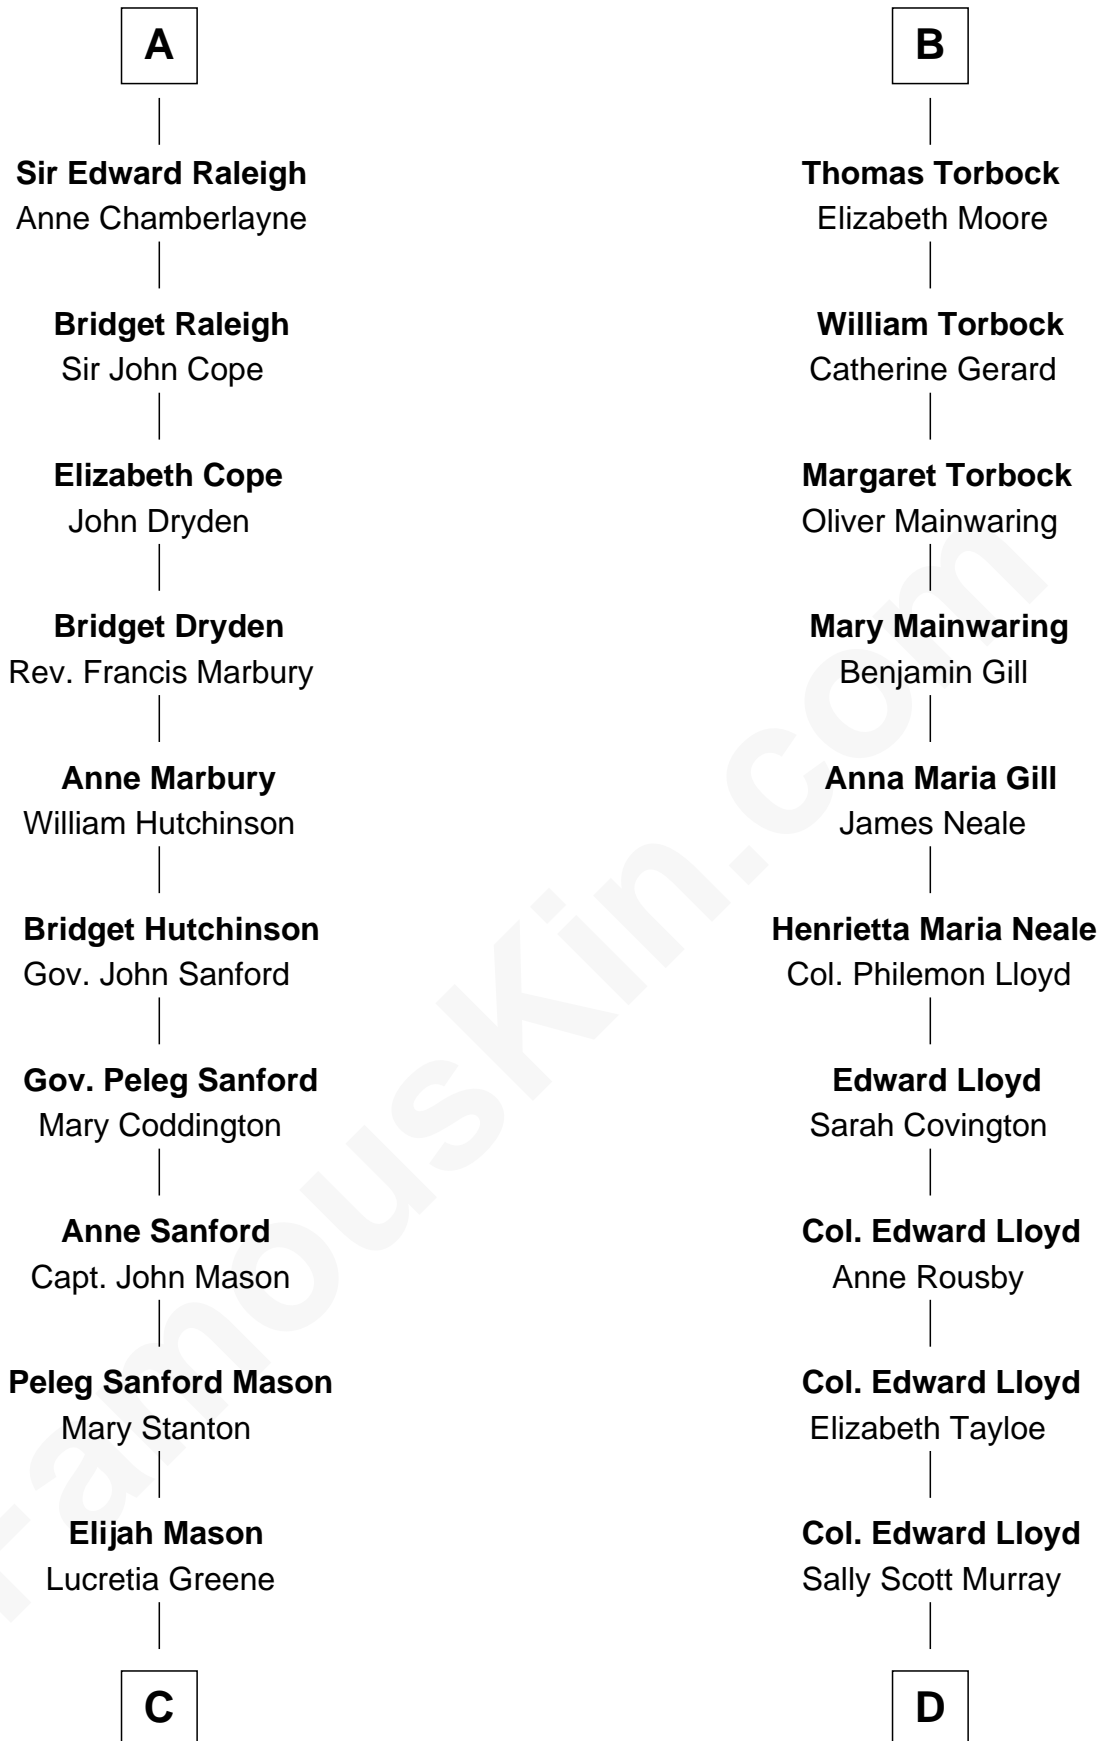 A
Sir Edward Raleigh
Anne Chamberlayne
Bridget Raleigh
Sir John Cope
Elizabeth Cope
John Dryden
Bridget Dryden
Rev. Francis Marbury
Anne Marbury
William Hutchinson
Bridget Hutchinson
Gov. John Sanford
Gov. Peleg Sanford
Mary Coddington
Anne Sanford
Capt. John Mason
Peleg Sanford Mason
Mary Stanton
Elijah Mason
Lucretia Greene
C
B
Thomas Torbock
Elizabeth Moore
William Torbock
Catherine Gerard
Margaret Torbock
Oliver Mainwaring
Mary Mainwaring
Benjamin Gill
Anna Maria Gill
James Neale
Henrietta Maria Neale
Col. Philemon Lloyd
Edward Lloyd
Sarah Covington
Col. Edward Lloyd
Anne Rousby
Col. Edward Lloyd
Elizabeth Tayloe
Col. Edward Lloyd
Sally Scott Murray
D
FamousKin.com